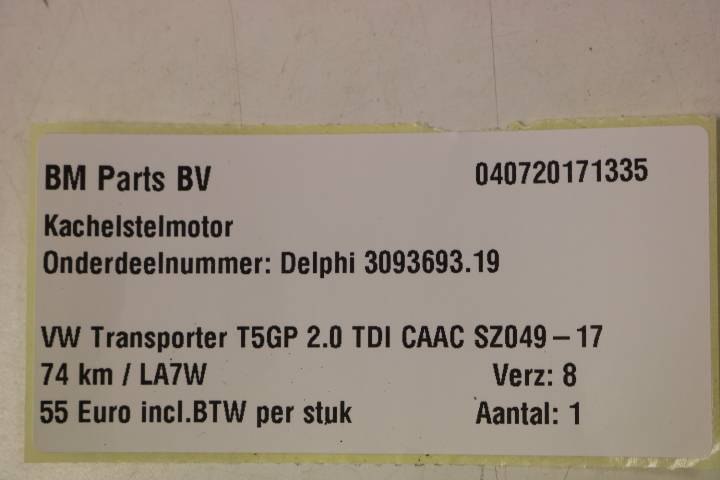 BM Parts BV 040720171335
Kachelstelmotor
Onderdeelnummer: Delphi 3093693.19
VW Transporter T5GP 2.0 TDI CAAC SZ049-17
74 km / LA7W Verz: 8
55 Euro incl.BTW per stuk Aantal: 1